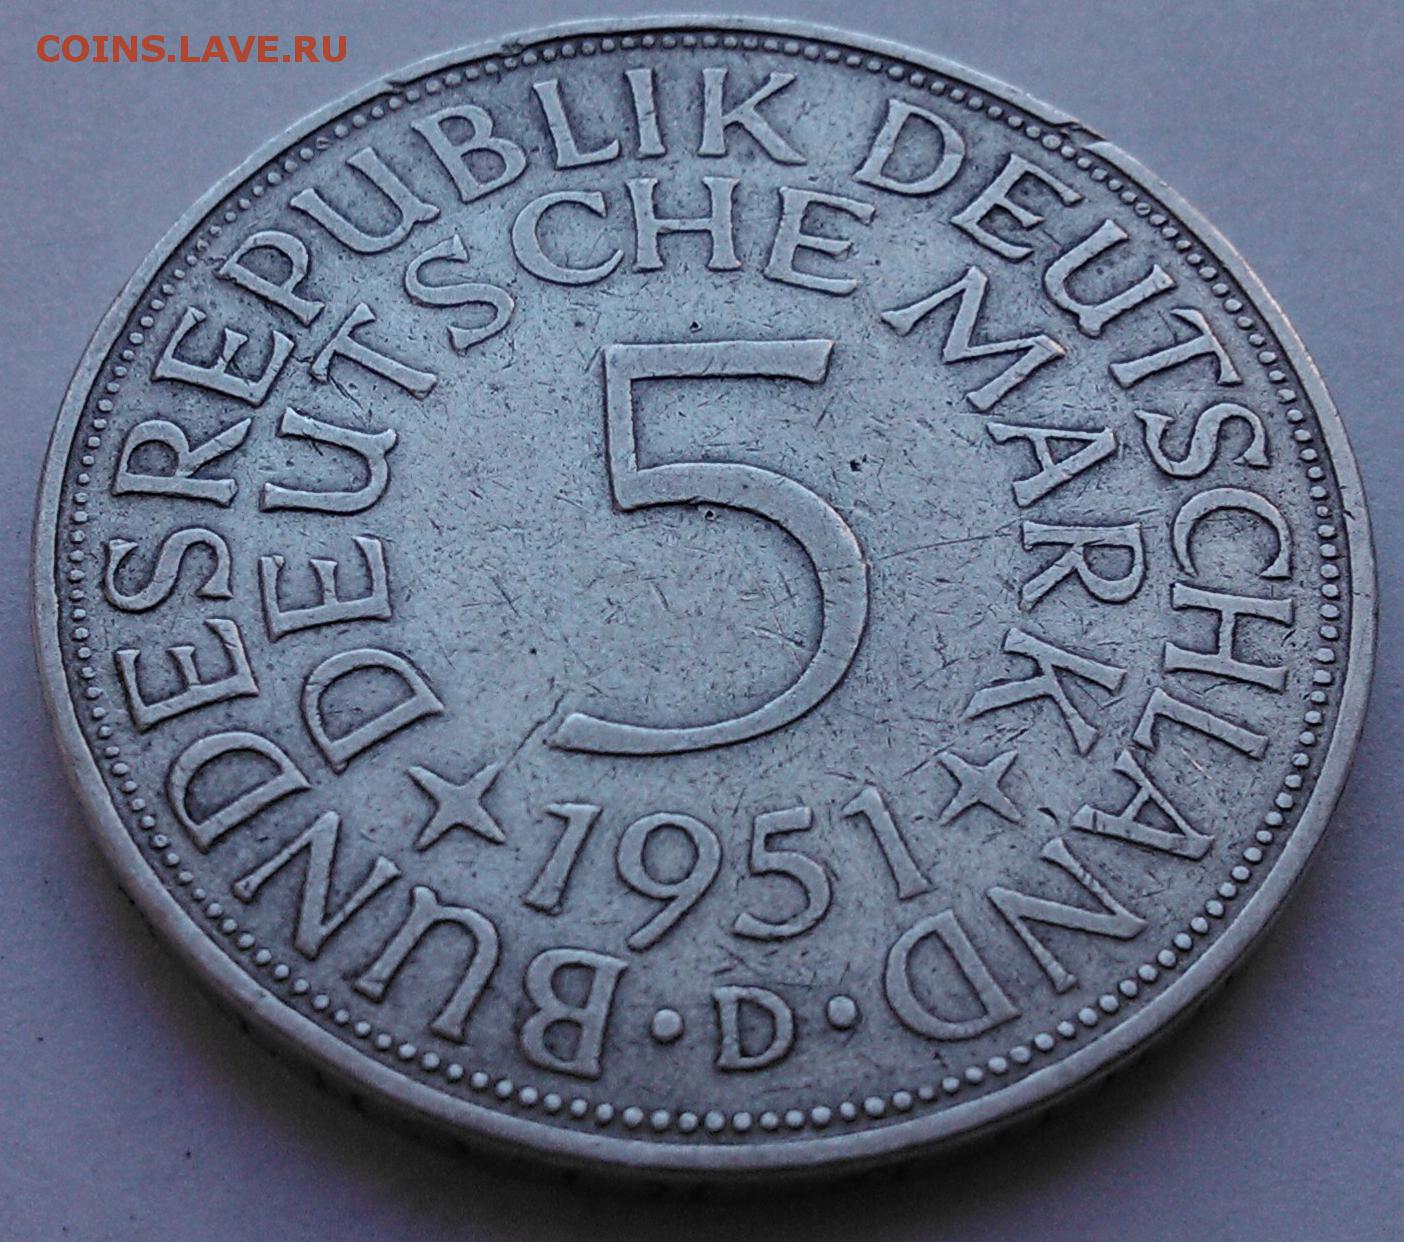 COINS.LAVE.RU
BUNDESREPUBLIK DEUTSCHLAND
DEUTSCHE MARK
5
1951
• D •